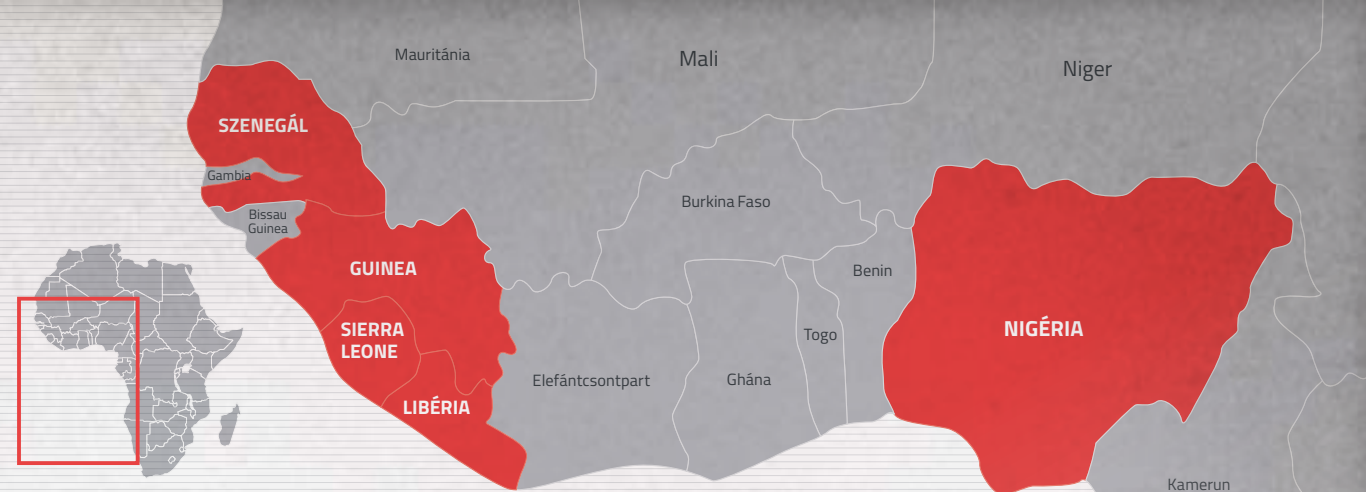 Mauritánia
Mali
Niger
SZENEGÁL
Gambia
Bissau
Guinea
Burkina Faso
GUINEA
Benin
SIERRA
LEONE
Togo
NIGÉRIA
Elefántcsontpart
Ghána
LIBÉRIA
Kamerun